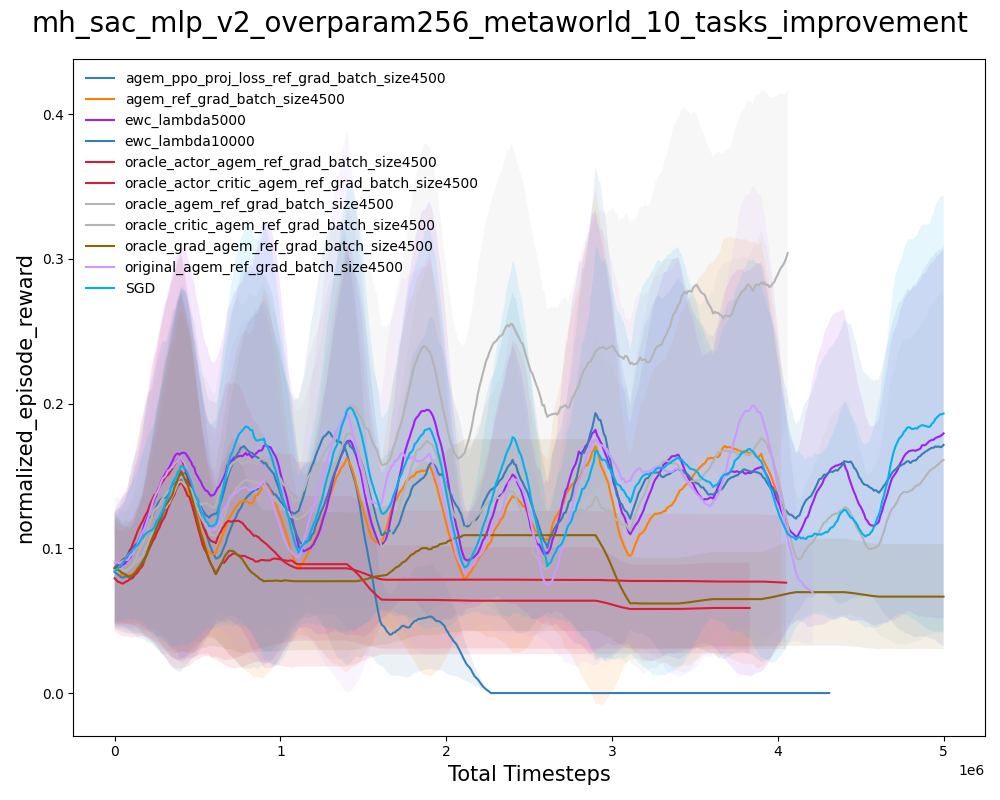 mh_sac_mlp_v2_overparam256_metaworld_10_tasks_improvement
agem_ppo_proj_loss_ref_grad_batch_size4500
agem_ref_grad_batch_size4500
ewc_lambda5000
ewc_lambda10000
oracle_actor_agem_ref_grad_batch_size4500
oracle_actor_critic_agem_ref_grad_batch_size4500
oracle_agem_ref_grad_batch_size4500
oracle_critic_agem_ref_grad_batch_size4500
oracle_grad_agem_ref_grad_batch_size4500
original_agem_ref_grad_batch_size4500
SGD
normalized_episode_reward
0.4
0.3
0.2
0.1
0.0
0 1 2 3 4 5
1e6
Total Timesteps